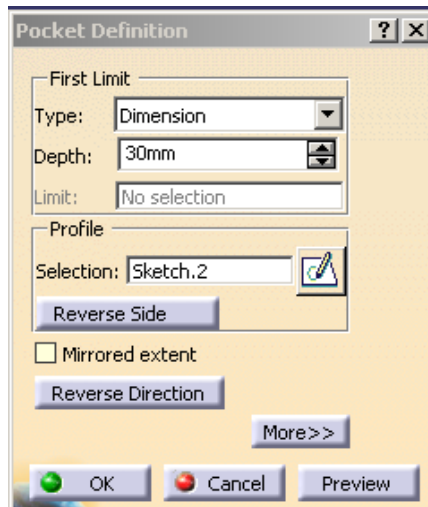 Pocket Definition ? X
First Limit
Type: Dimension
Depth: 30mm
Limit: No selection
Profile
Selection: Sketch.2
Reverse Side
Mirrored extent
Reverse Direction
More>>
OK Cancel Preview